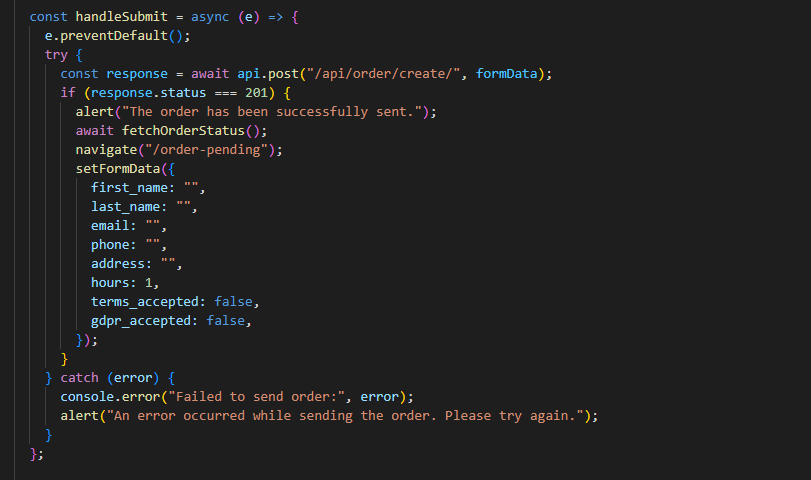 const handleSubmit = async (e) => {
  e.preventDefault();
  try {
    const response = await api.post("/api/order/create/", formData);
    if (response.status === 201) {
      alert("The order has been successfully sent.");
      await fetchOrderStatus();
      navigate("/order-pending");
      setFormData({
        first_name: "",
        last_name: "",
        email: "",
        phone: "",
        address: "",
        hours: 1,
        terms_accepted: false,
        gdpr_accepted: false,
      });
    }
  } catch (error) {
    console.error("Failed to send order:", error);
    alert("An error occurred while sending the order. Please try again.");
  }
};